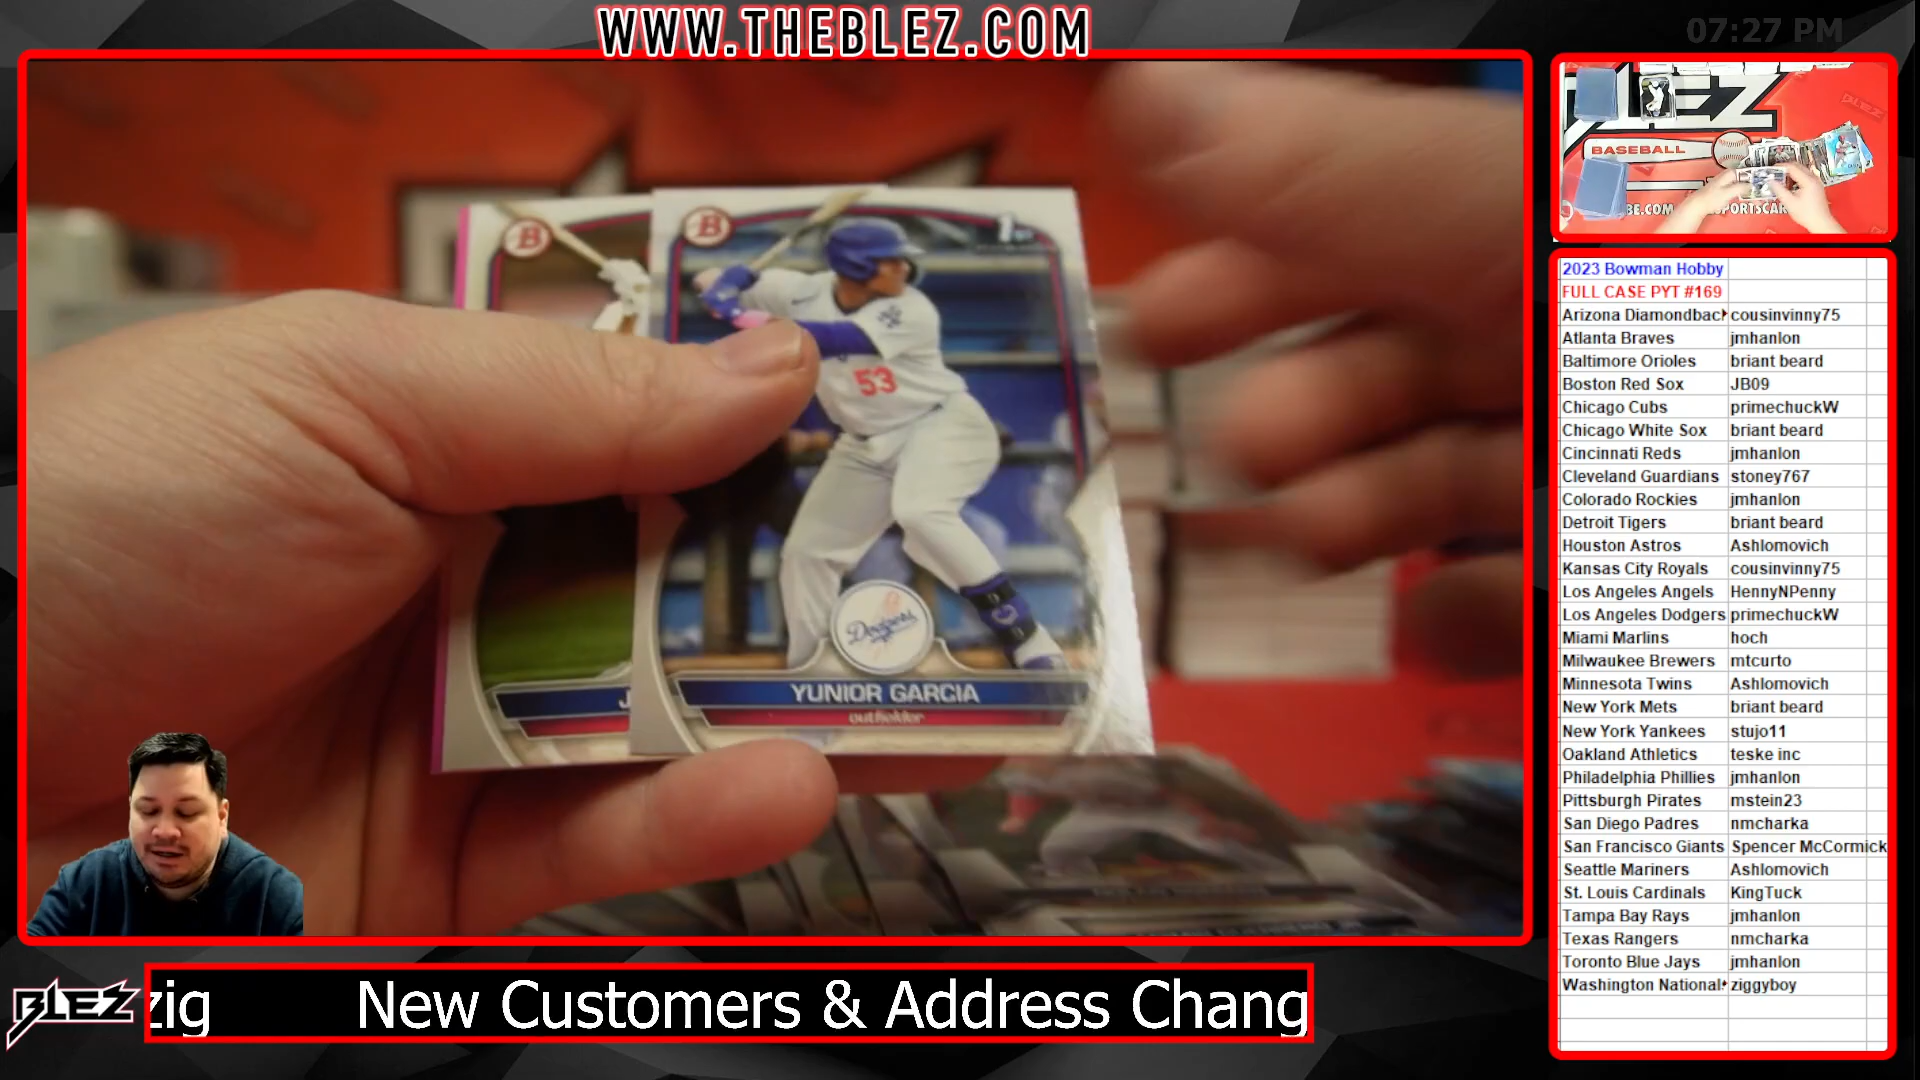 WWW.THEBLEZ.COM
07:27 PM
B
B
1st
53
Dodgers
J
YUNIOR GARCIA
outfielder
BLEZ
BASEBALL
BE.COM
SPORTSCAR
2023 Bowman Hobby
FULL CASE PYT #169
Arizona Diamondbac cousinvinny75
Atlanta Braves jmhanlon
Baltimore Orioles briant beard
Boston Red Sox JB09
Chicago Cubs primechuckW
Chicago White Sox briant beard
Cincinnati Reds jmhanlon
Cleveland Guardians stoney767
Colorado Rockies jmhanlon
Detroit Tigers briant beard
Houston Astros Ashlomovich
Kansas City Royals cousinvinny75
Los Angeles Angels HennyNPenny
Los Angeles Dodgers primechuckW
Miami Marlins hoch
Milwaukee Brewers mtcurto
Minnesota Twins Ashlomovich
New York Mets briant beard
New York Yankees stujo11
Oakland Athletics teske inc
Philadelphia Phillies jmhanlon
Pittsburgh Pirates mstein23
San Diego Padres nmcharka
San Francisco Giants Spencer McCormick
Seattle Mariners Ashlomovich
St. Louis Cardinals KingTuck
Tampa Bay Rays jmhanlon
Texas Rangers nmcharka
Toronto Blue Jays jmhanlon
Washington National ziggyboy
BLEZ
zig New Customers & Address Chang